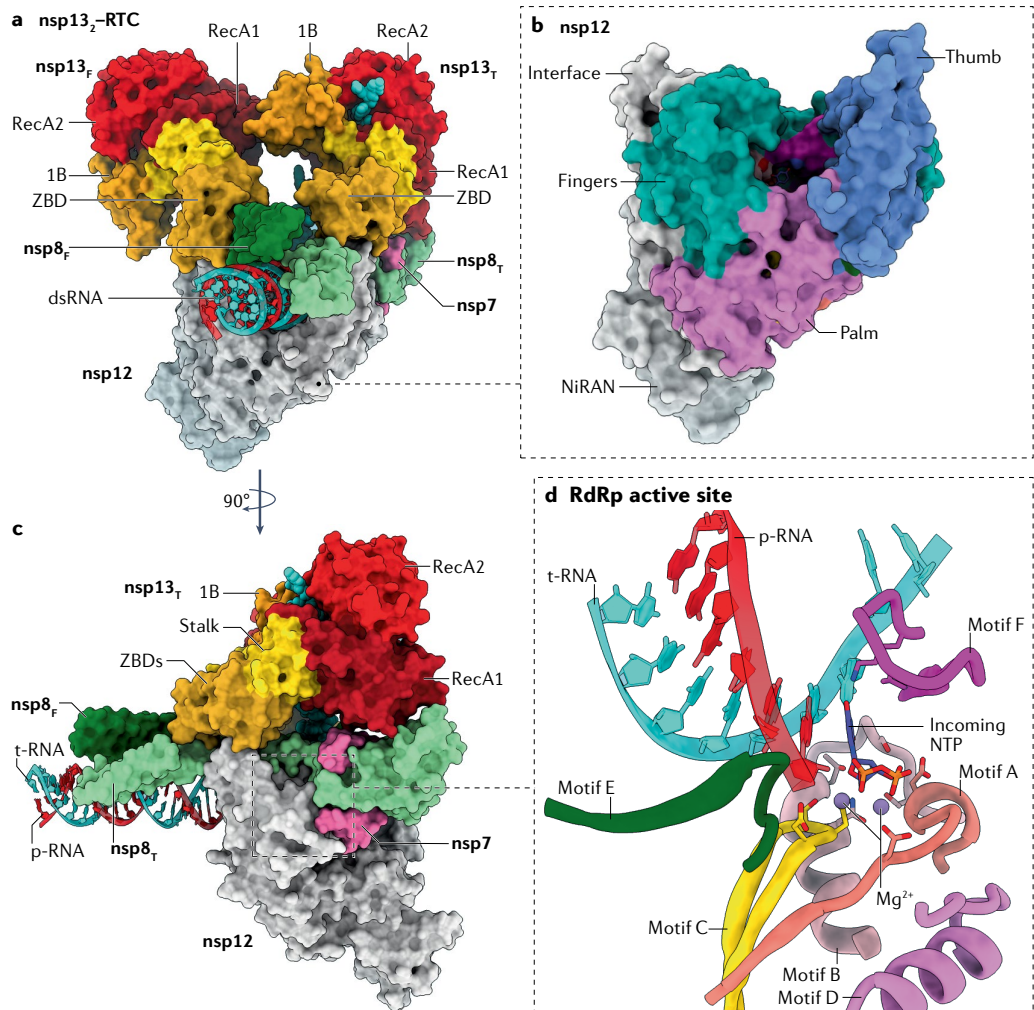 a nsp13₂–RTC
RecA1
1B
RecA2
nsp13F
nsp13T
RecA2
1B
ZBD
RecA1
ZBD
nsp8F
nsp8T
dsRNA
nsp7
nsp12
90°
b nsp12
Interface
Thumb
Fingers
Palm
NiRAN
c
nsp13T
1B
RecA2
Stalk
ZBDs
RecA1
nsp8F
t-RNA
p-RNA
nsp8T
nsp7
nsp12
d RdRp active site
p-RNA
t-RNA
Motif F
Incoming
NTP
Motif E
Motif A
Mg²⁺
Motif C
Motif B
Motif D